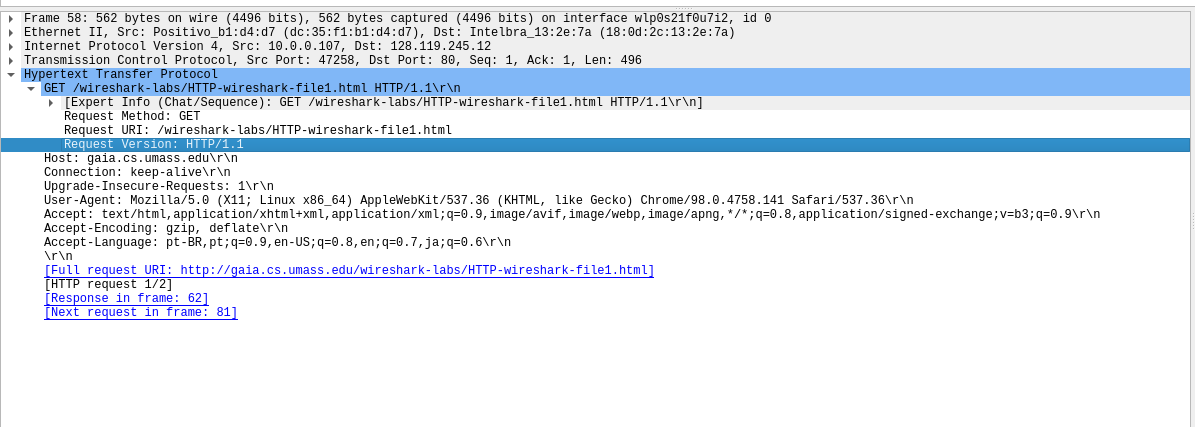 Frame 58: 562 bytes on wire (4496 bits), 562 bytes captured (4496 bits) on interface wlp0s21f0u7i2, id 0
Ethernet II, Src: Positivo_b1:d4:d7 (dc:35:f1:b1:d4:d7), Dst: Intelbra_13:2e:7a (18:0d:2c:13:2e:7a)
Internet Protocol Version 4, Src: 10.0.0.107, Dst: 128.119.245.12
Transmission Control Protocol, Src Port: 47258, Dst Port: 80, Seq: 1, Ack: 1, Len: 496
Hypertext Transfer Protocol
GET /wireshark-labs/HTTP-wireshark-file1.html HTTP/1.1\r\n
[Expert Info (Chat/Sequence): GET /wireshark-labs/HTTP-wireshark-file1.html HTTP/1.1\r\n]
Request Method: GET
Request URI: /wireshark-labs/HTTP-wireshark-file1.html
Request Version: HTTP/1.1
Host: gaia.cs.umass.edu\r\n
Connection: keep-alive\r\n
Upgrade-Insecure-Requests: 1\r\n
User-Agent: Mozilla/5.0 (X11; Linux x86_64) AppleWebKit/537.36 (KHTML, like Gecko) Chrome/98.0.4758.141 Safari/537.36\r\n
Accept: text/html,application/xhtml+xml,application/xml;q=0.9,image/avif,image/webp,image/apng,*/*;q=0.8,application/signed-exchange;v=b3;q=0.9\r\n
Accept-Encoding: gzip, deflate\r\n
Accept-Language: pt-BR,pt;q=0.9,en-US;q=0.8,en;q=0.7,ja;q=0.6\r\n
\r\n
[Full request URI: http://gaia.cs.umass.edu/wireshark-labs/HTTP-wireshark-file1.html]
[HTTP request 1/2]
[Response in frame: 62]
[Next request in frame: 81]